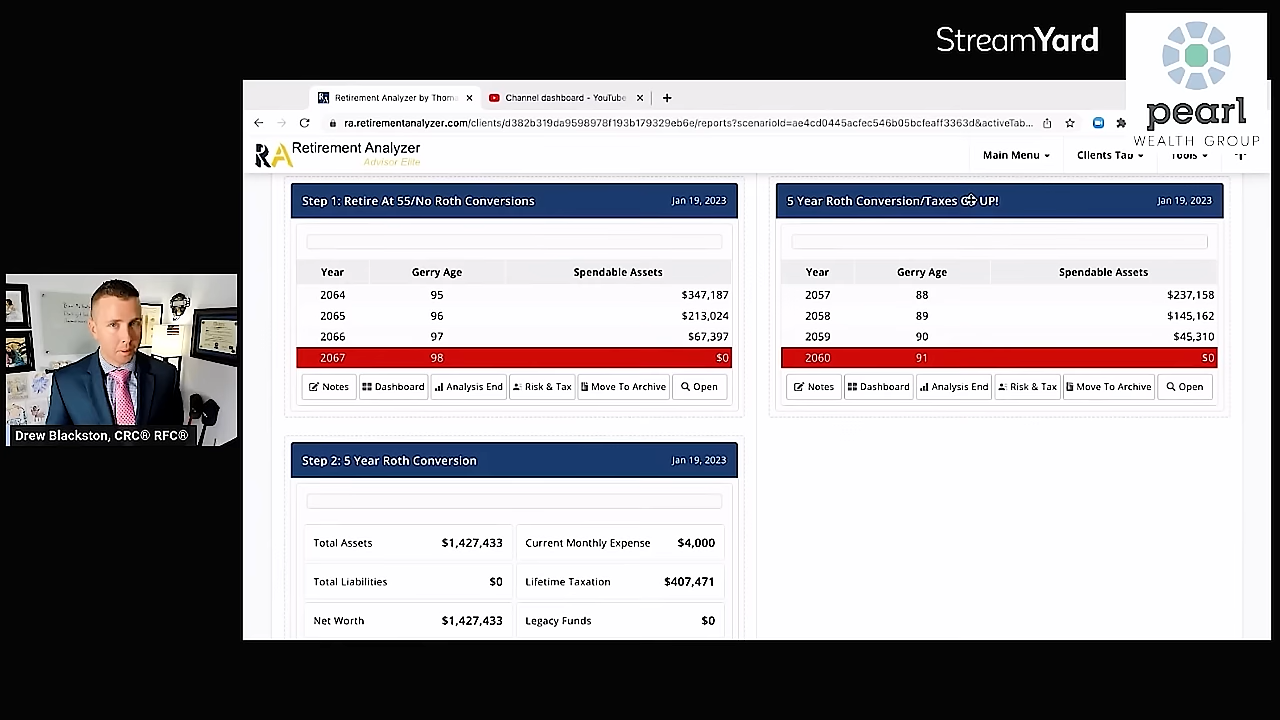 StreamYard
pearl
WEALTH GROUP
Retirement Analyzer by Thom
Channel dashboard - YouTube
ra.retirementanalyzer.com/clients/d382b319da9598978f193b179329eb6e/reports?scenarioId=ae4cd0445acfec546b05bcfeaff3363d&activeTab...
RA Retirement Analyzer
Advisor Elite
Main Menu
Clients Tab
Tools
Step 1: Retire At 55/No Roth Conversions Jan 19, 2023
Year Gerry Age Spendable Assets
2064 95 $347,187
2065 96 $213,024
2066 97 $67,397
2067 98 $0
Notes Dashboard Analysis End Risk & Tax Move To Archive Open
5 Year Roth Conversion/Taxes GO UP! Jan 19, 2023
Year Gerry Age Spendable Assets
2057 88 $237,158
2058 89 $145,162
2059 90 $45,310
2060 91 $0
Notes Dashboard Analysis End Risk & Tax Move To Archive Open
Step 2: 5 Year Roth Conversion Jan 19, 2023
Total Assets $1,427,433 Current Monthly Expense $4,000
Total Liabilities $0 Lifetime Taxation $407,471
Net Worth $1,427,433 Legacy Funds $0
Drew Blackston, CRC® RFC®